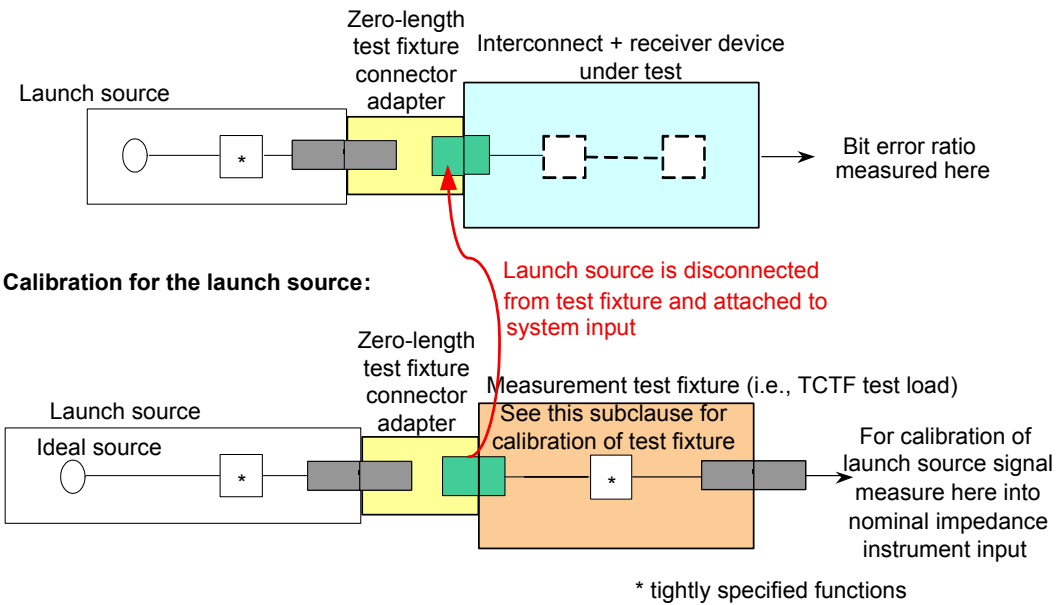 Zero-length
test fixture
connector
adapter
Interconnect + receiver device
under test
Launch source
*
Bit error ratio
measured here
Calibration for the launch source:
Launch source is disconnected
from test fixture and attached to
system input
Zero-length
test fixture
connector
adapter
Measurement test fixture (i.e., TCTF test load)
See this subclause for
calibration of test fixture
Launch source
Ideal source
*
*
For calibration of
launch source signal
measure here into
nominal impedance
instrument input
* tightly specified functions